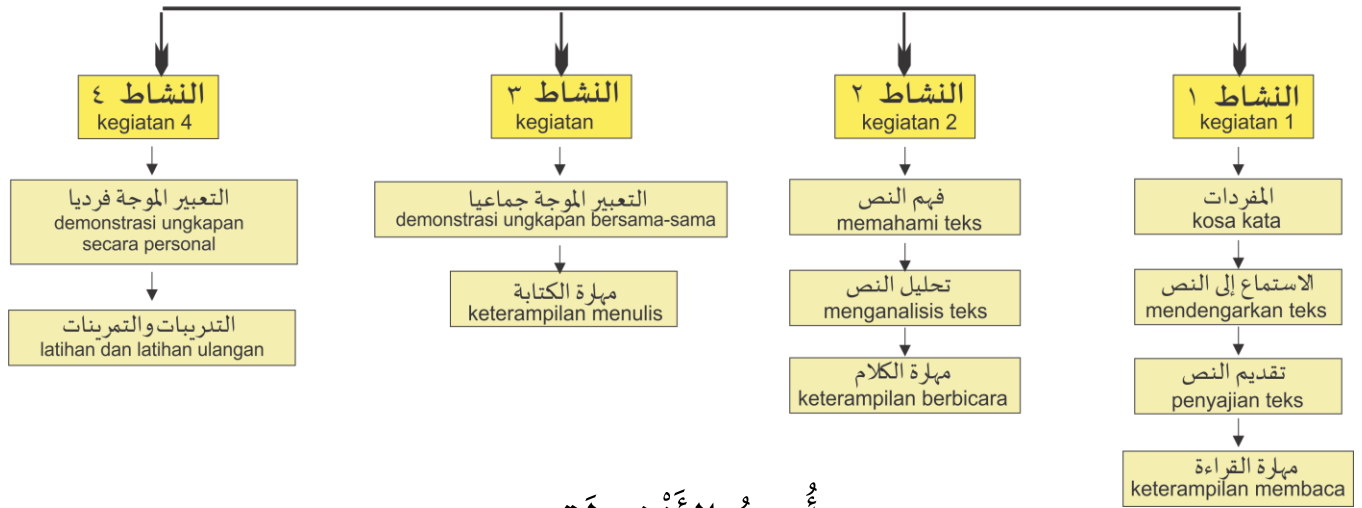 النشاط ١
kegiatan 1
المفردات
kosa kata
الاستماع إلى النص
mendengarkan teks
تقديم النص
penyajian teks
مهارة القراءة
keterampilan membaca
النشاط ٢
kegiatan 2
فهم النص
memahami teks
تحليل النص
menganalisis teks
مهارة الكلام
keterampilan berbicara
النشاط ٣
kegiatan
التعبير الموجة جماعيا
demonstrasi ungkapan bersama-sama
مهارة الكتابة
keterampilan menulis
النشاط ٤
kegiatan 4
التعبير الموجة فرديا
demonstrasi ungkapan
secara personal
التدريبات والتمرينات
latihan dan latihan ulangan